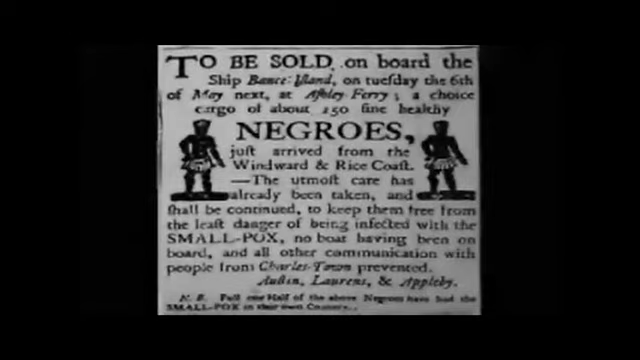 TO BE SOLD, on board the
Ship Bance-Iſland, on tueſday the 6th
of May next, at Aſhley-Ferry; a choice
cargo of about 250 fine healthy
NEGROES,
juſt arrived from the
Windward & Rice Coaſt.
—The utmoſt care has
already been taken, and
ſhall be continued, to keep them free from
the leaſt danger of being infected with the
SMALL-POX, no boat having been on
board, and all other communication with
people from Charles-Town prevented.
Auſtin, Laurens, & Appleby.
N. B. Full one Half of the above Negroes have had the
SMALL-POX in their own Country.